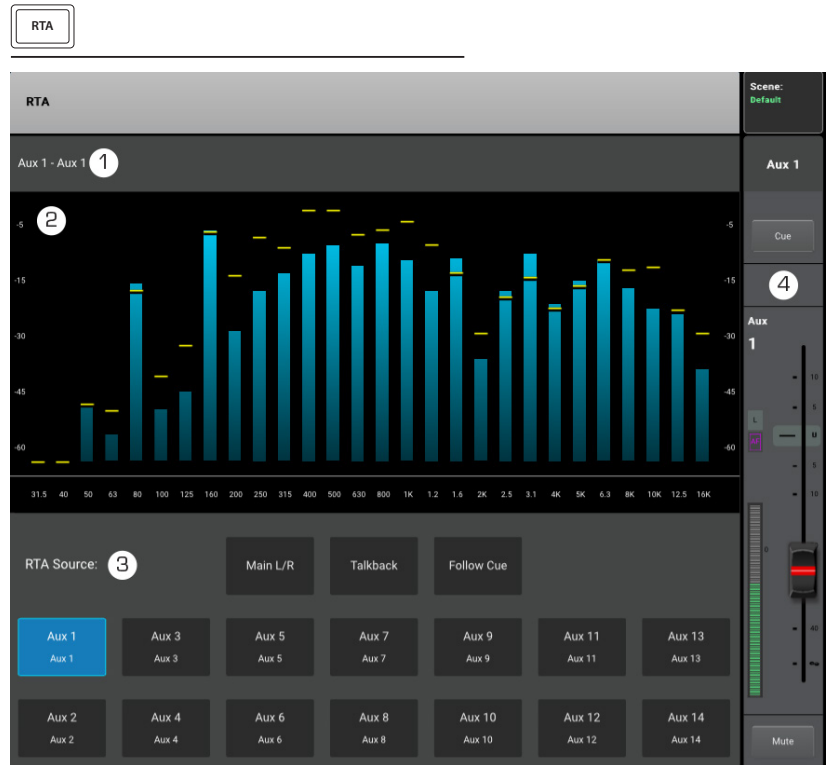 RTA
RTA
Scene:
Default
Aux 1 - Aux 1 1
Aux 1
2
-5 -5
Cue
-15 -15
4
Aux
1
-30 -30
10
-45 -45
5
L
U
-60 -60
5
31.5 40 50 63 80 100 125 160 200 250 315 400 500 630 800 1K 1.2 1.6 2K 2.5 3.1 4K 5K 6.3 8K 10K 12.5 16K
10
0
RTA Source: 3 Main L/R Talkback Follow Cue
40
Aux 1 Aux 3 Aux 5 Aux 7 Aux 9 Aux 11 Aux 13
Aux 1 Aux 3 Aux 5 Aux 7 Aux 9 Aux 11 Aux 13
Aux 2 Aux 4 Aux 6 Aux 8 Aux 10 Aux 12 Aux 14
Aux 2 Aux 4 Aux 6 Aux 8 Aux 10 Aux 12 Aux 14
Mute